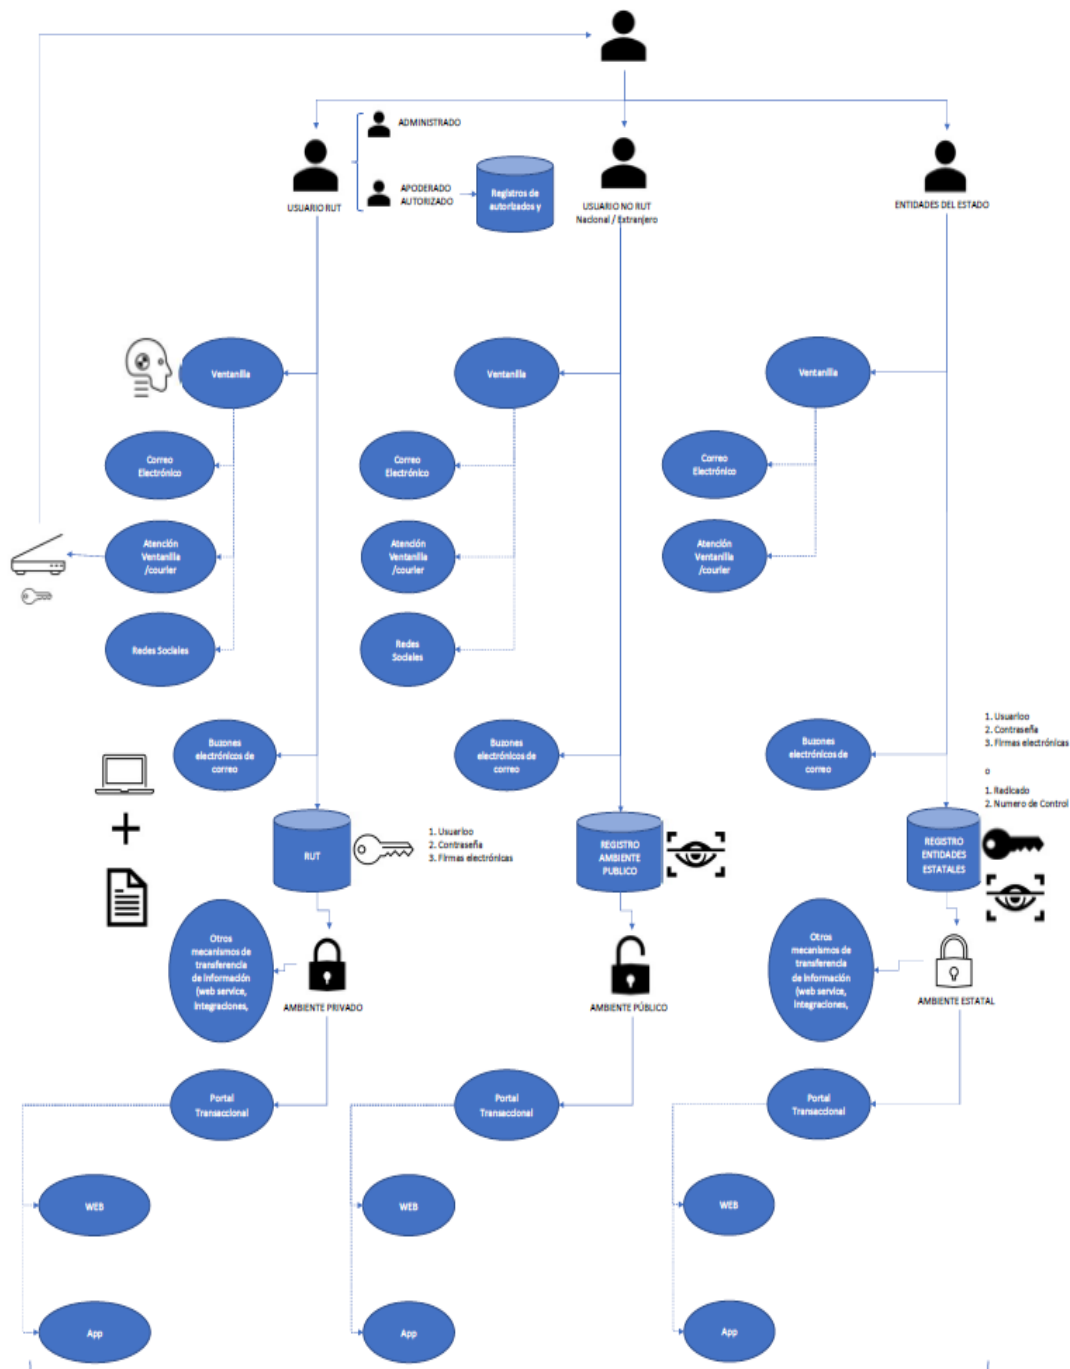 ADMINISTRADO
APODERADO
AUTORIZADO
Registros de
autorizados y
USUARIO RUT
USUARIO NO RUT
Nacional / Extranjero
ENTIDADES DEL ESTADO
Ventanilla
Ventanilla
Ventanilla
Correo
Electrónico
Correo
Electrónico
Correo
Electrónico
Atención
Ventanilla
/courier
Atención
Ventanilla
/courier
Atención
Ventanilla
/courier
Redes Sociales
Redes
Sociales
Buzones
electrónicos de
correo
Buzones
electrónicos de
correo
Buzones
electrónicos de
correo
1. Usuarioo
2. Contraseña
3. Firmas electrónicas
o
1. Radicado
2. Numero de Control
RUT
1. Usuarioo
2. Contraseña
3. Firmas electrónicas
REGISTRO
AMBIENTE
PUBLICO
REGISTRO
ENTIDADES
ESTATALES
Otros
mecanismos de
transferencia
de información
(web service,
integraciones,
AMBIENTE PRIVADO
AMBIENTE PÚBLICO
Otros
mecanismos de
transferencia
de información
(web service,
integraciones,
AMBIENTE ESTATAL
Portal
Transaccional
Portal
Transaccional
Portal
Transaccional
WEB
WEB
WEB
App
App
App